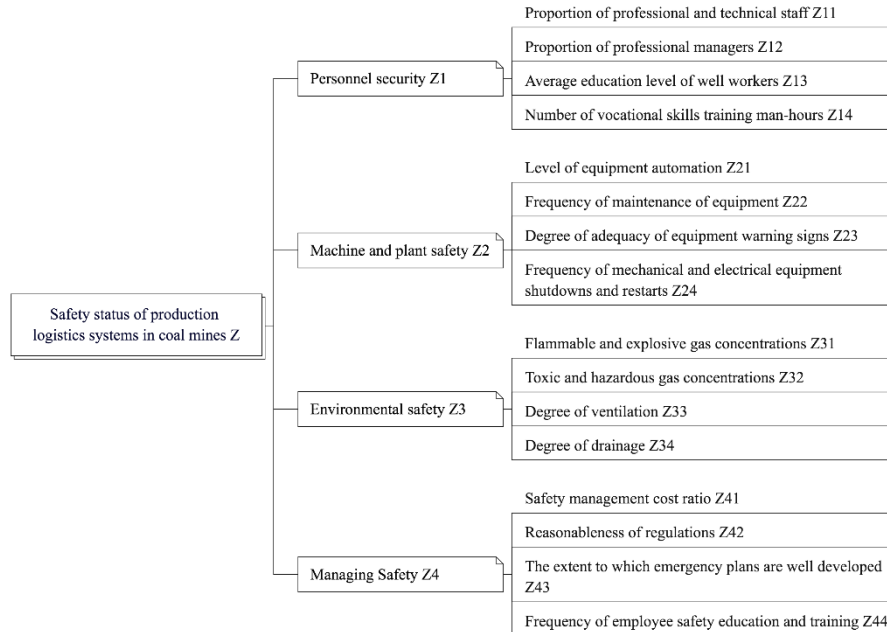 Proportion of professional and technical staff Z11
Proportion of professional managers Z12
Personnel security Z1
Average education level of well workers Z13
Number of vocational skills training man-hours Z14
Level of equipment automation Z21
Frequency of maintenance of equipment Z22
Machine and plant safety Z2
Degree of adequacy of equipment warning signs Z23
Frequency of mechanical and electrical equipment
shutdowns and restarts Z24
Safety status of production
logistics systems in coal mines Z
Flammable and explosive gas concentrations Z31
Toxic and hazardous gas concentrations Z32
Environmental safety Z3
Degree of ventilation Z33
Degree of drainage Z34
Safety management cost ratio Z41
Reasonableness of regulations Z42
Managing Safety Z4
The extent to which emergency plans are well developed
Z43
Frequency of employee safety education and training Z44